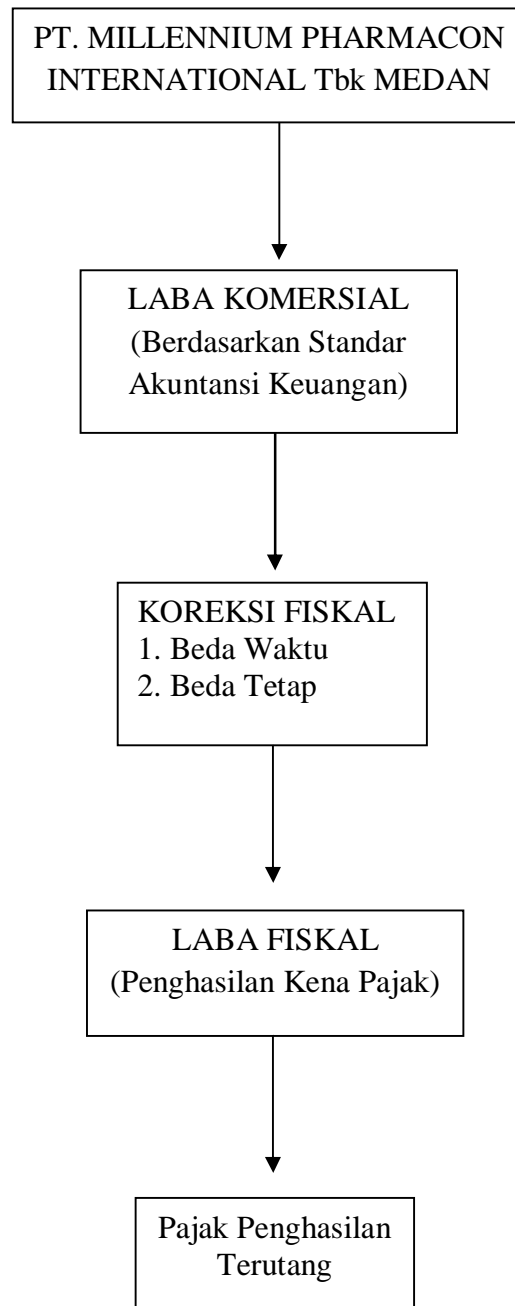 PT. MILLENNIUM PHARMACON
INTERNATIONAL Tbk MEDAN
LABA KOMERSIAL
(Berdasarkan Standar
Akuntansi Keuangan)
KOREKSI FISKAL
1. Beda Waktu
2. Beda Tetap
LABA FISKAL
(Penghasilan Kena Pajak)
Pajak Penghasilan
Terutang